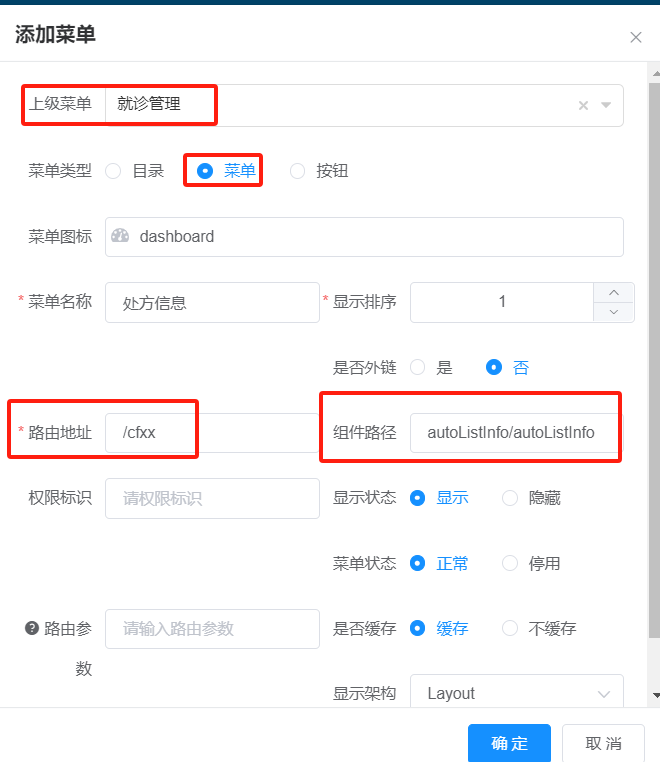 添加菜单
上级菜单 就诊管理
菜单类型 目录 菜单 按钮
菜单图标 dashboard
* 菜单名称 处方信息 * 显示排序 1
是否外链 是 否
* 路由地址 /cfxx 组件路径 autoListInfo/autoListInfo
权限标识 请权限标识 显示状态 显示 隐藏
菜单状态 正常 停用
路由参数 请输入路由参数 是否缓存 缓存 不缓存
显示架构 Layout
确 定 取 消